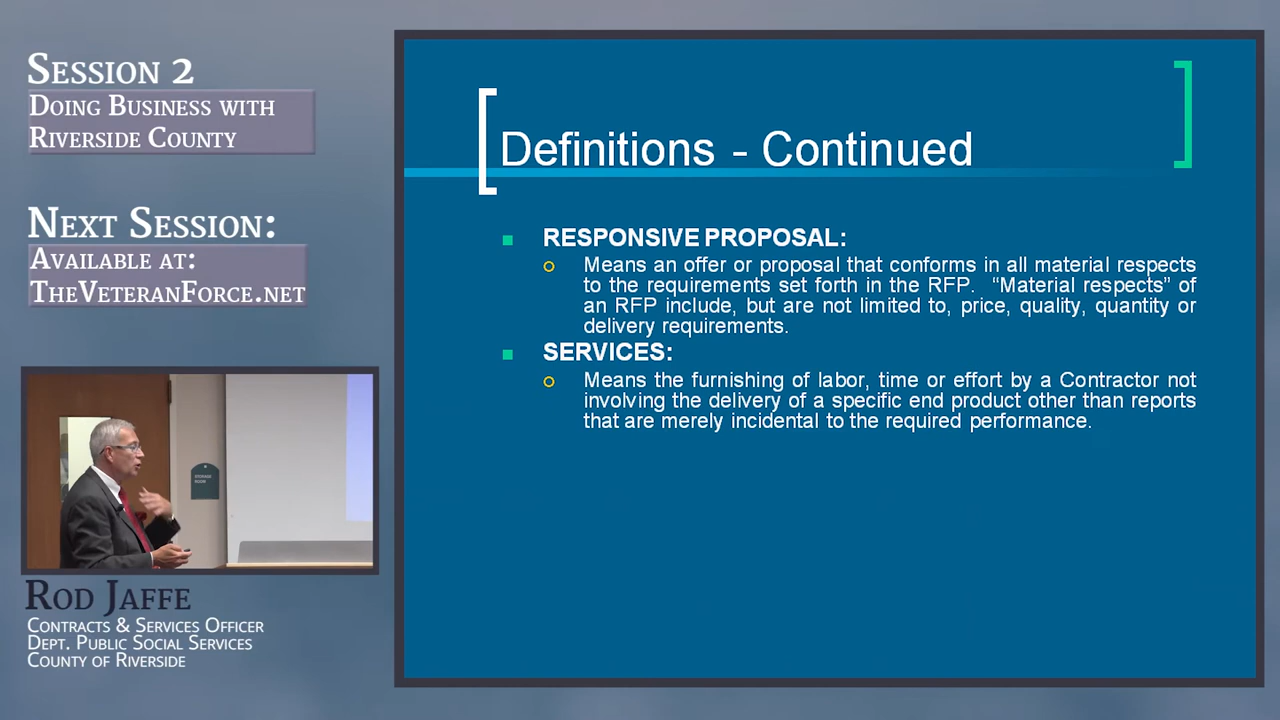 SESSION 2
DOING BUSINESS WITH
RIVERSIDE COUNTY
NEXT SESSION:
AVAILABLE AT:
THEVETERANFORCE.NET
STORAGE
ROOM
ROD JAFFE
CONTRACTS & SERVICES OFFICER
DEPT. PUBLIC SOCIAL SERVICES
COUNTY OF RIVERSIDE
Definitions - Continued
RESPONSIVE PROPOSAL:
Means an offer or proposal that conforms in all material respects
to the requirements set forth in the RFP. “Material respects” of
an RFP include, but are not limited to, price, quality, quantity or
delivery requirements.
SERVICES:
Means the furnishing of labor, time or effort by a Contractor not
involving the delivery of a specific end product other than reports
that are merely incidental to the required performance.